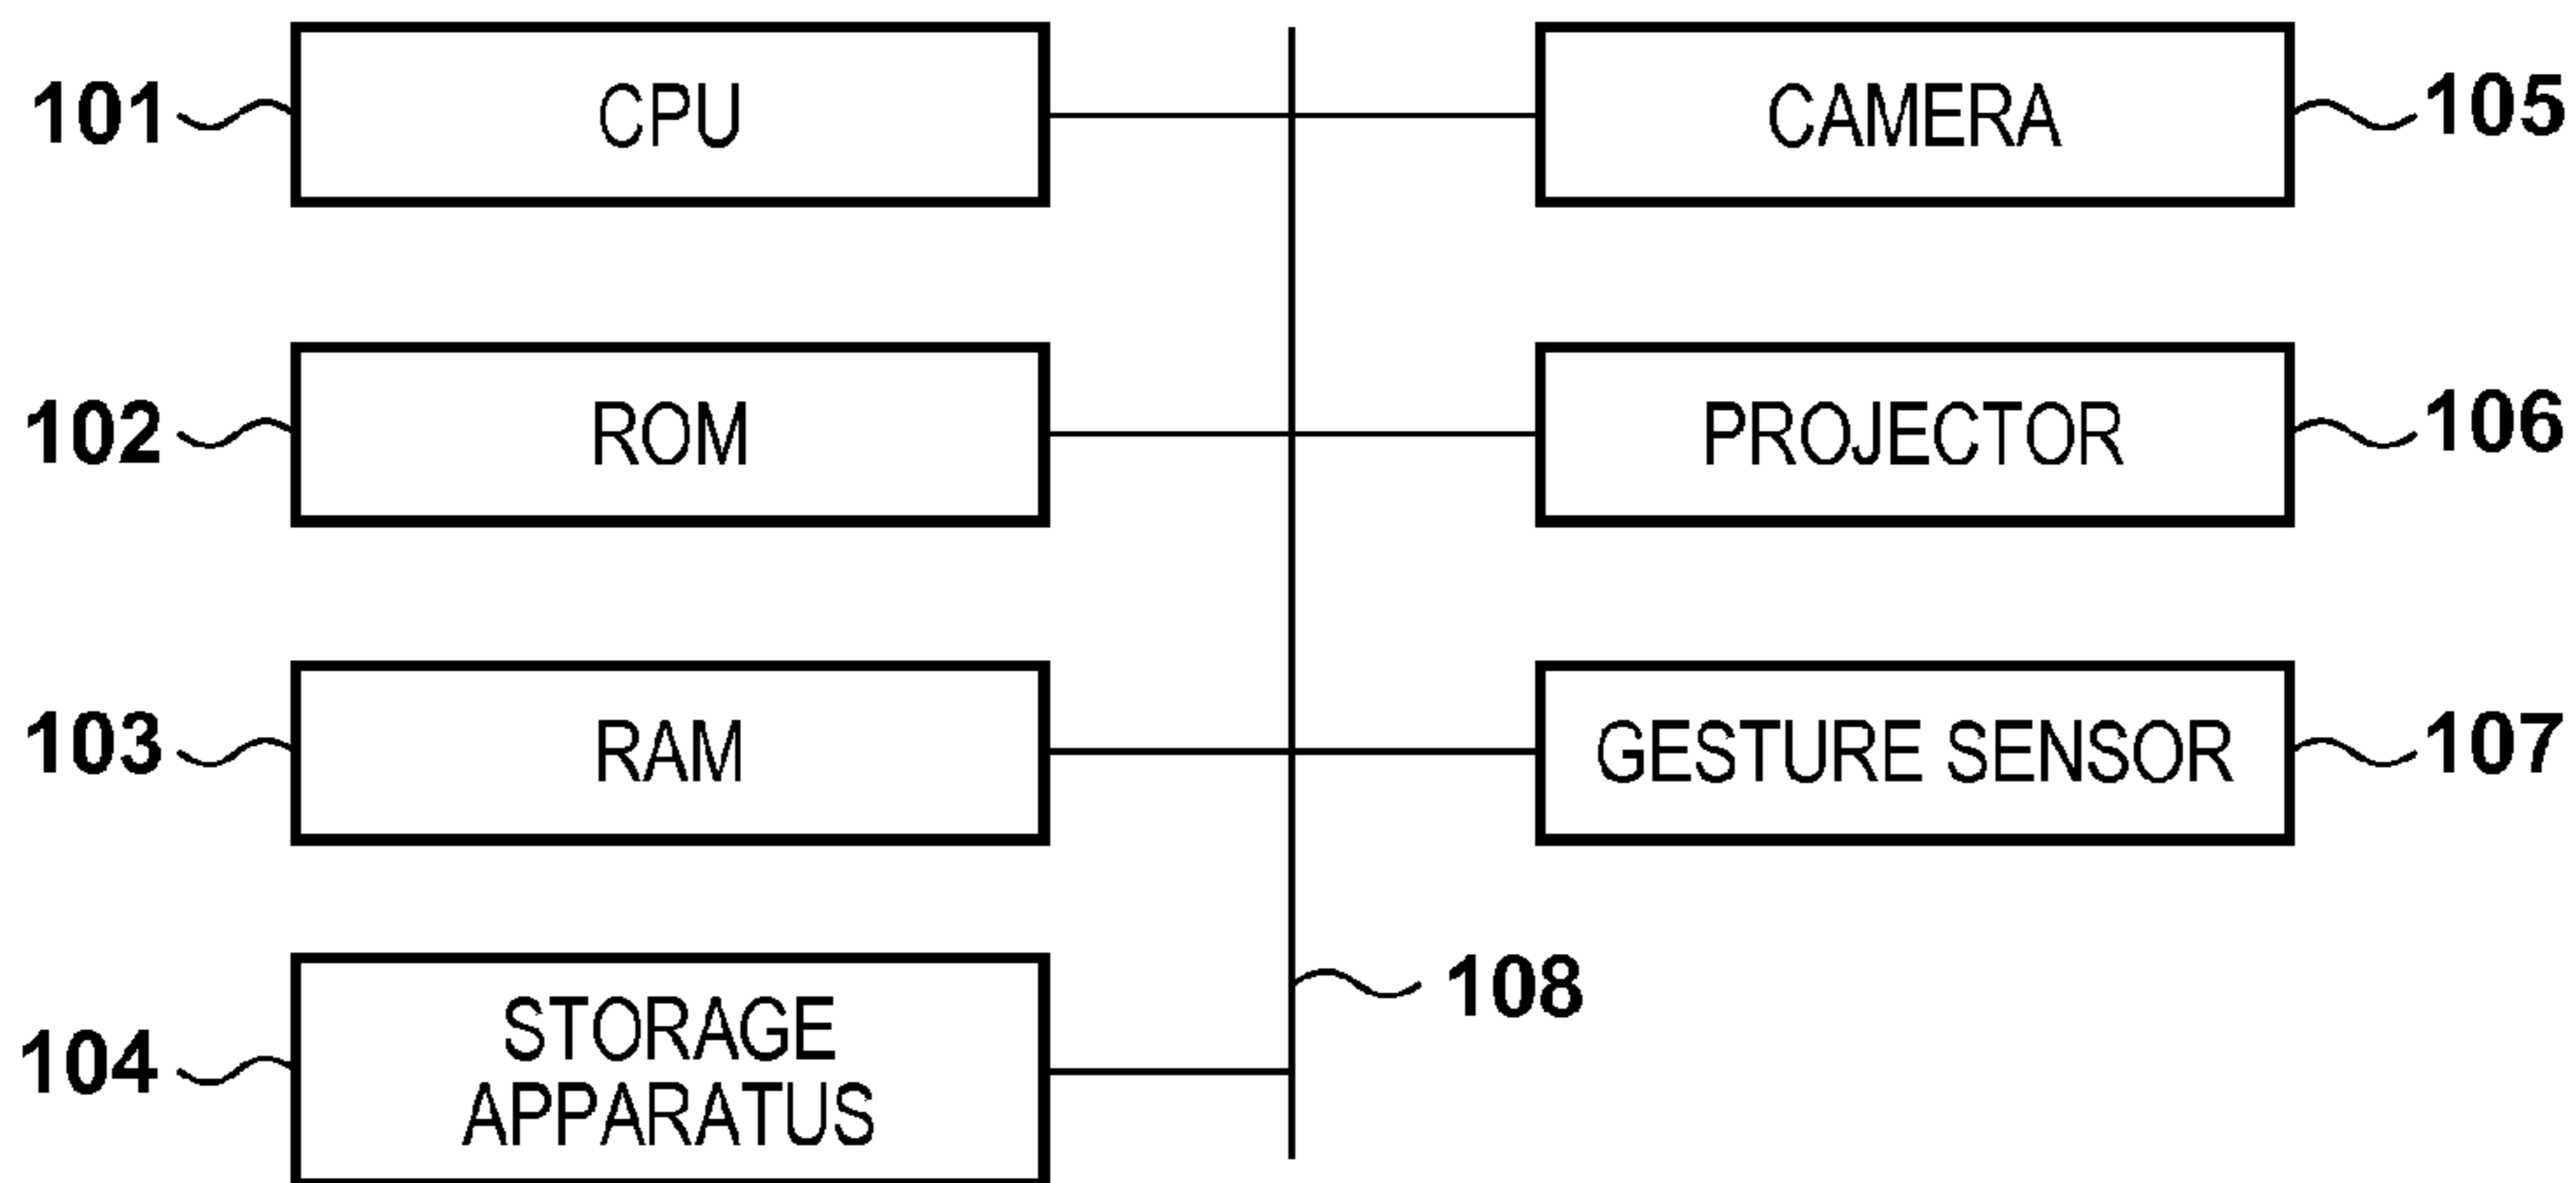 101 CPU CAMERA 105
102 ROM PROJECTOR 106
103 RAM GESTURE SENSOR 107
108
104 STORAGE
APPARATUS